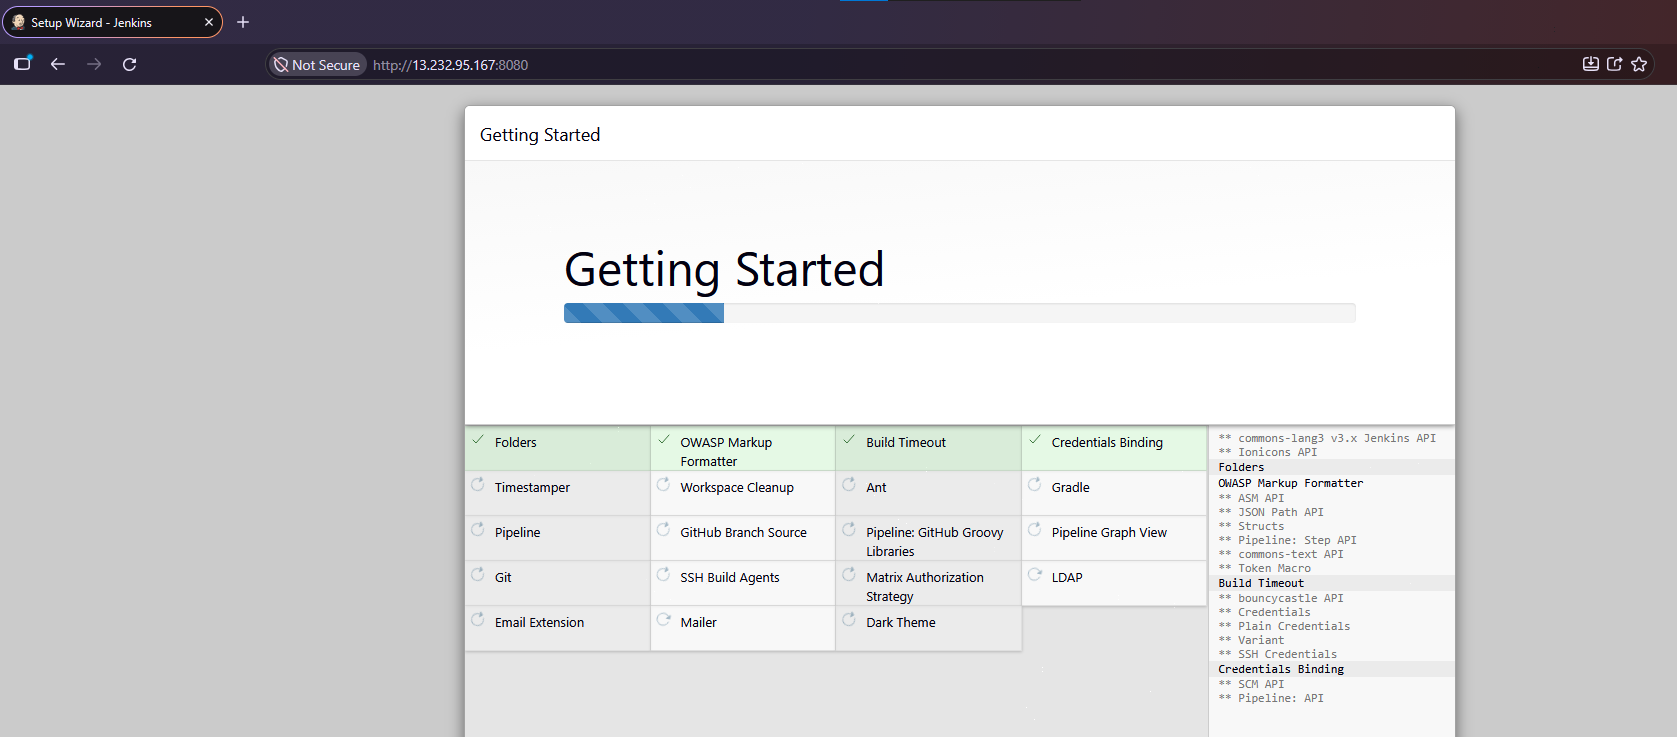 Setup Wizard - Jenkins
Not Secure http://13.232.95.167:8080
Getting Started
Getting Started
Folders
OWASP Markup
Formatter
Build Timeout
Credentials Binding
Timestamper
Workspace Cleanup
Ant
Gradle
Pipeline
GitHub Branch Source
Pipeline: GitHub Groovy
Libraries
Pipeline Graph View
Git
SSH Build Agents
Matrix Authorization
Strategy
LDAP
Email Extension
Mailer
Dark Theme
** commons-lang3 v3.x Jenkins API
** Ionicons API
Folders
OWASP Markup Formatter
** ASM API
** JSON Path API
** Structs
** Pipeline: Step API
** commons-text API
** Token Macro
Build Timeout
** bouncycastle API
** Credentials
** Plain Credentials
** Variant
** SSH Credentials
Credentials Binding
** SCM API
** Pipeline: API